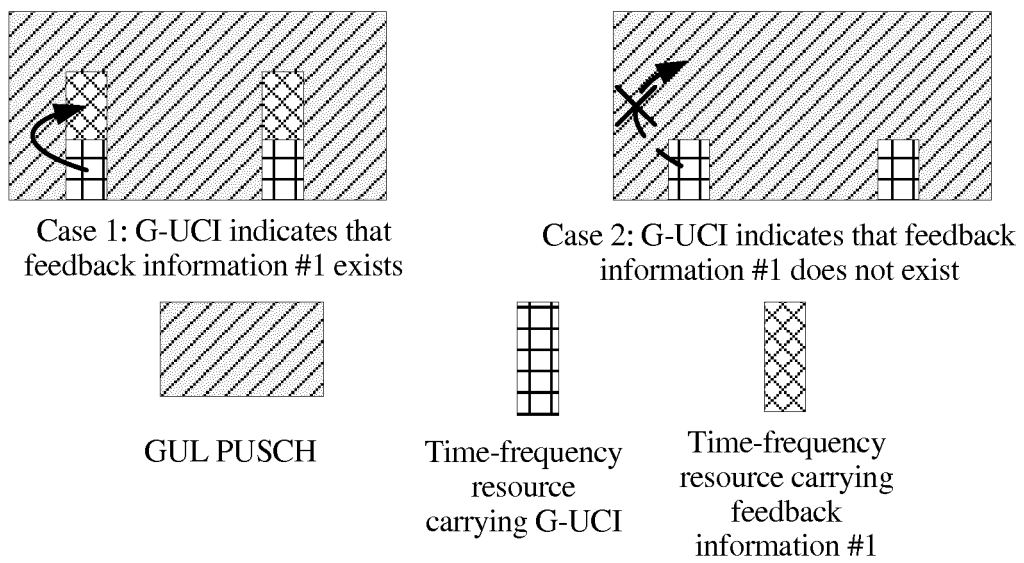 Case 1: G-UCI indicates that
feedback information #1 exists
Case 2: G-UCI indicates that feedback
information #1 does not exist
GUL PUSCH
Time-frequency
resource
carrying G-UCI
Time-frequency
resource carrying
feedback
information #1